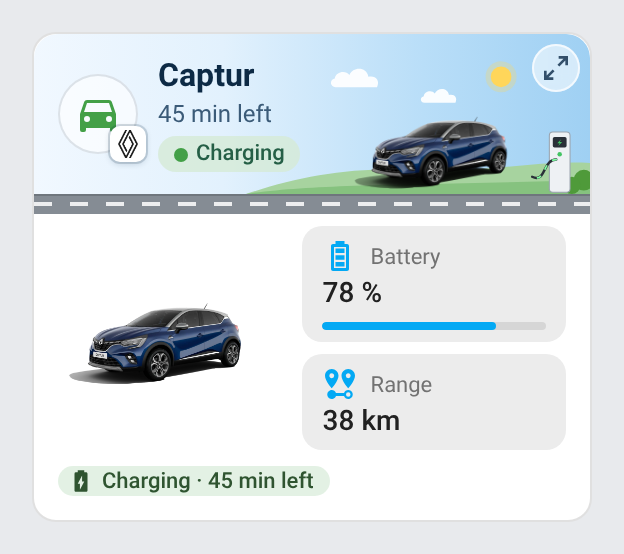 Captur
45 min left
Charging
Battery
78 %
Range
38 km
Charging · 45 min left